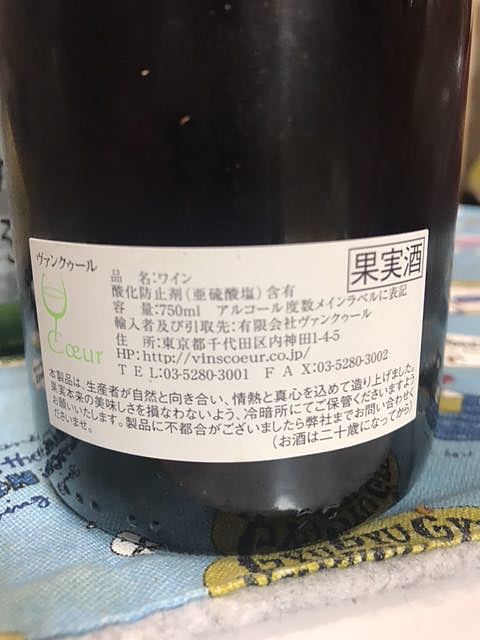 ヴァンクゥール
Cœur
果実酒
品　名：ワイン
酸化防止剤（亜硫酸塩）含有
容　量：750ml　アルコール度数メインラベルに表記
輸入者及び引取先：有限会社ヴァンクゥール
住　所：東京都千代田区内神田1-4-5
HP：http://vinscoeur.co.jp/
TEL：03-5280-3001　FAX：03-5280-3002
本製品は、生産者が自然と向き合い、情熱と真心を込めて造り上げました。
果実本来の美味しさを損なわないよう、冷暗所にてご保管くださいますよう
お願いいたします。製品に不都合がございましたら弊社までお問い合わせく
ださいませ。
（お酒は二十歳になってから）